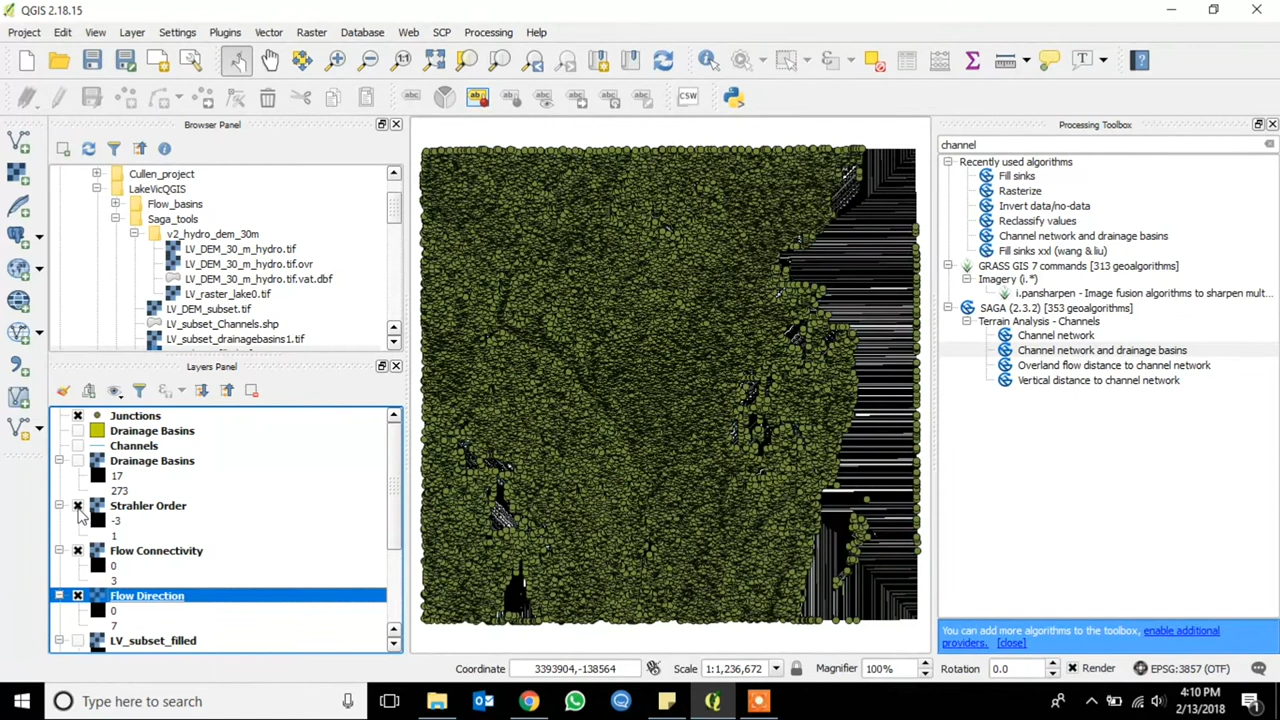 QGIS 2.18.15
Project Edit View Layer Settings Plugins Vector Raster Database Web SCP Processing Help
CSW
Browser Panel
Cullen_project
LakeVicQGIS
Flow_basins
Saga_tools
v2_hydro_dem_30m
LV_DEM_30_m_hydro.tif
LV_DEM_30_m_hydro.tif.ovr
LV_DEM_30_m_hydro.tif.vat.dbf
LV_raster_lake0.tif
LV_DEM_subset.tif
LV_subset_Channels.shp
LV_subset_drainagebasins1.tif
Layers Panel
Junctions
Drainage Basins
Channels
Drainage Basins
17
273
Strahler Order
-3
1
Flow Connectivity
0
3
Flow Direction
0
7
LV_subset_filled
Processing Toolbox
channel
Recently used algorithms
Fill sinks
Rasterize
Invert data/no-data
Reclassify values
Channel network and drainage basins
Fill sinks xxl (wang & liu)
GRASS GIS 7 commands [313 geoalgorithms]
Imagery (i.*)
i.pansharpen - Image fusion algorithms to sharpen mult...
SAGA (2.3.2) [353 geoalgorithms]
Terrain Analysis - Channels
Channel network
Channel network and drainage basins
Overland flow distance to channel network
Vertical distance to channel network
You can add more algorithms to the toolbox, enable additional
providers. [close]
Coordinate 3393904,-138564 Scale 1:1,236,672 Magnifier 100% Rotation 0.0 Render EPSG:3857 (OTF)
Type here to search
4:10 PM
2/13/2018